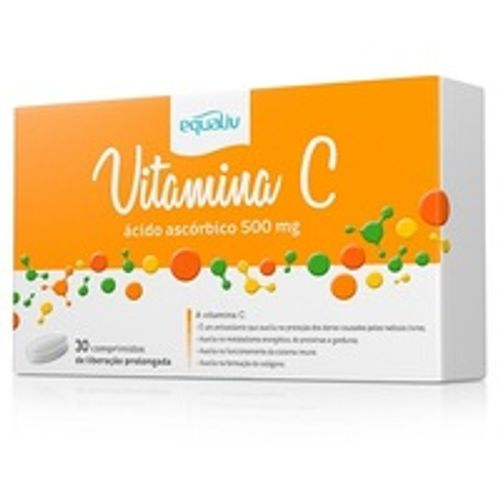 equaliv
Vitamina C
ácido ascórbico 500 mg
A vitamina C:
- É um antioxidante que auxilia na proteção dos danos causados pelos radicais livres.
- Auxilia no metabolismo energético, de proteínas e gorduras.
- Auxilia no funcionamento do sistema imune.
- Auxilia na formação do colágeno.
30 comprimidos
de liberação prolongada